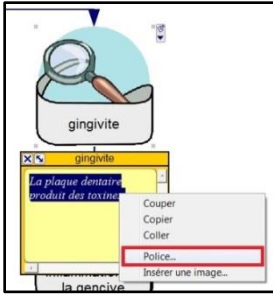 gingivite
gingivite
La plaque dentaire
produit des toxines
Couper
Copier
Coller
Police...
Insérer une image...
la gencive